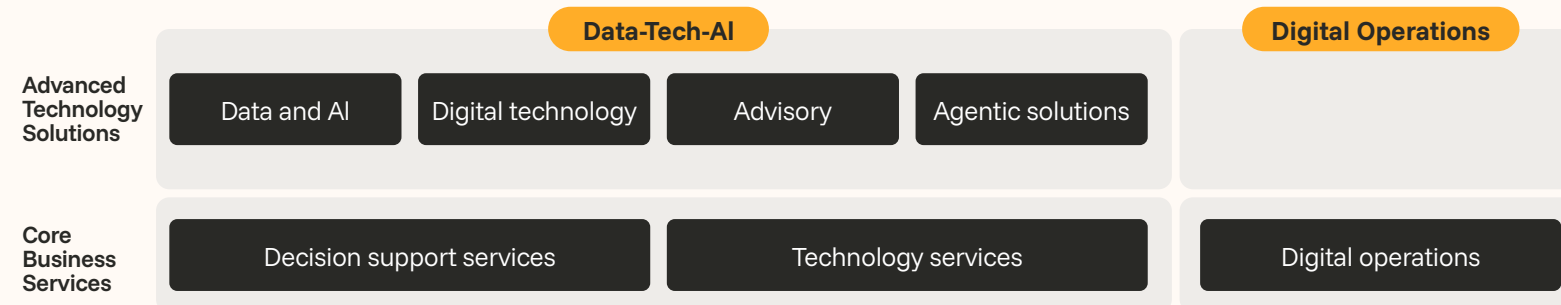 Data-Tech-AI
Digital Operations
Advanced
Technology
Solutions
Data and AI
Digital technology
Advisory
Agentic solutions
Core
Business
Services
Decision support services
Technology services
Digital operations